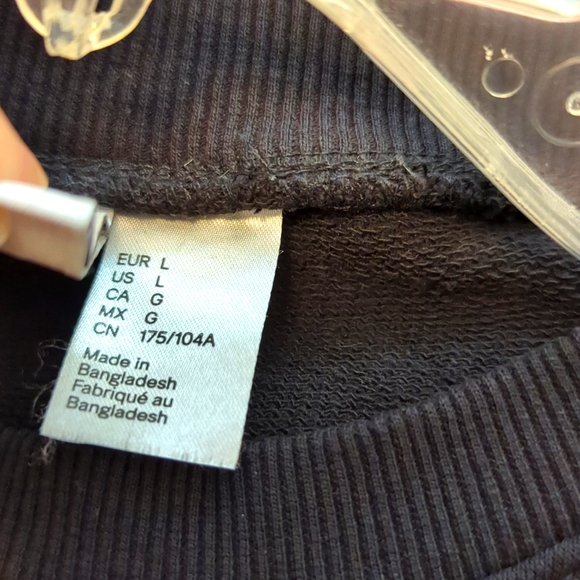 EUR L
US L
CA G
MX G
CN 175/104A
Made in
Bangladesh
Fabriqué au
Bangladesh